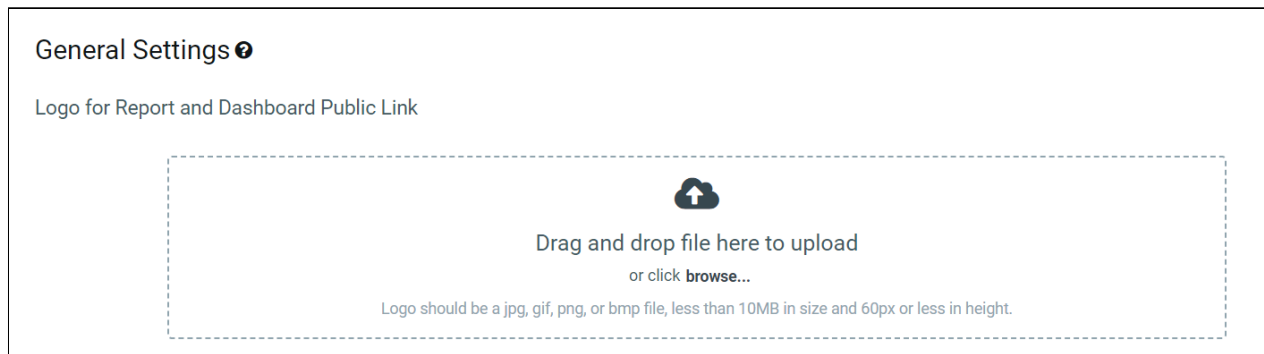 General Settings
Logo for Report and Dashboard Public Link
Drag and drop file here to upload
or click browse...
Logo should be a jpg, gif, png, or bmp file, less than 10MB in size and 60px or less in height.